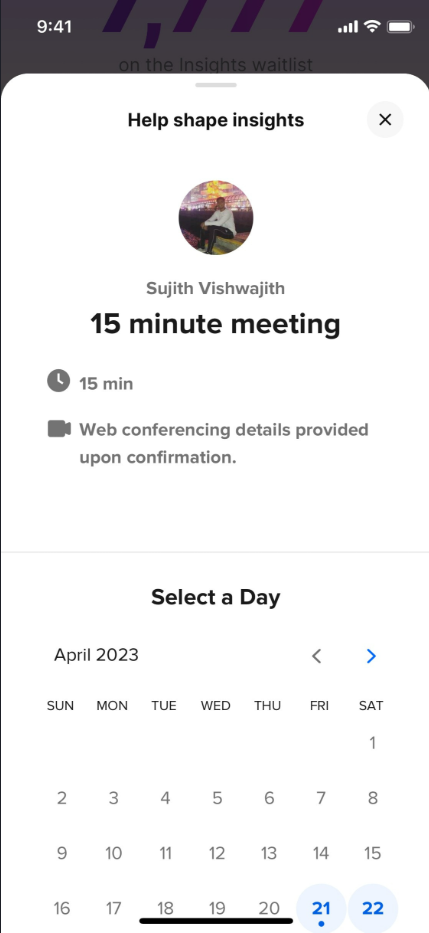 9:41
on the Insights waitlist
Help shape insights
Sujith Vishwajith
15 minute meeting
15 min
Web conferencing details provided
upon confirmation.
Select a Day
April 2023
SUN MON TUE WED THU FRI SAT
1
2 3 4 5 6 7 8
9 10 11 12 13 14 15
16 17 18 19 20 21 22